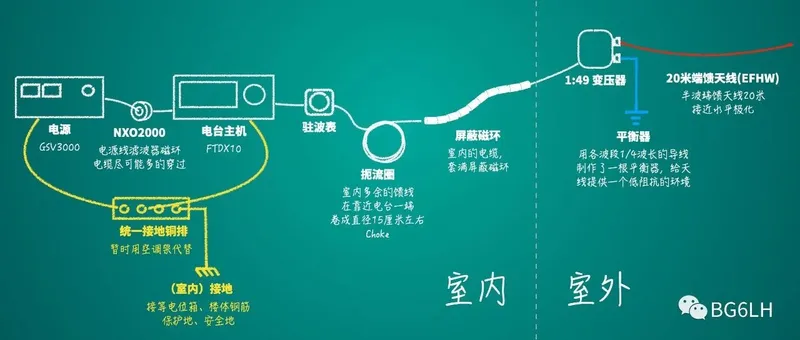 电源
GSV3000
NXO2000
电源线滤波器磁环
电缆尽可能多的穿过
电台主机
FTDX10
驻波表
扼流圈
室内多余的馈线
在靠近电台一端
卷成直径15厘米左右
Choke
屏蔽磁环
室内的电缆，
套满屏蔽磁环
1:49 变压器
20米端馈天线(EFHW)
半波端馈天线20米
接近水平极化
平衡器
用各波段1/4波长的导线
制作了一根平衡器，给天
线提供一个低阻抗的环境
统一接地铜排
暂时用空调泵代替
（室内）接地
接等电位箱、楼体钢筋
保护地、安全地
室内
室外
BG6LH